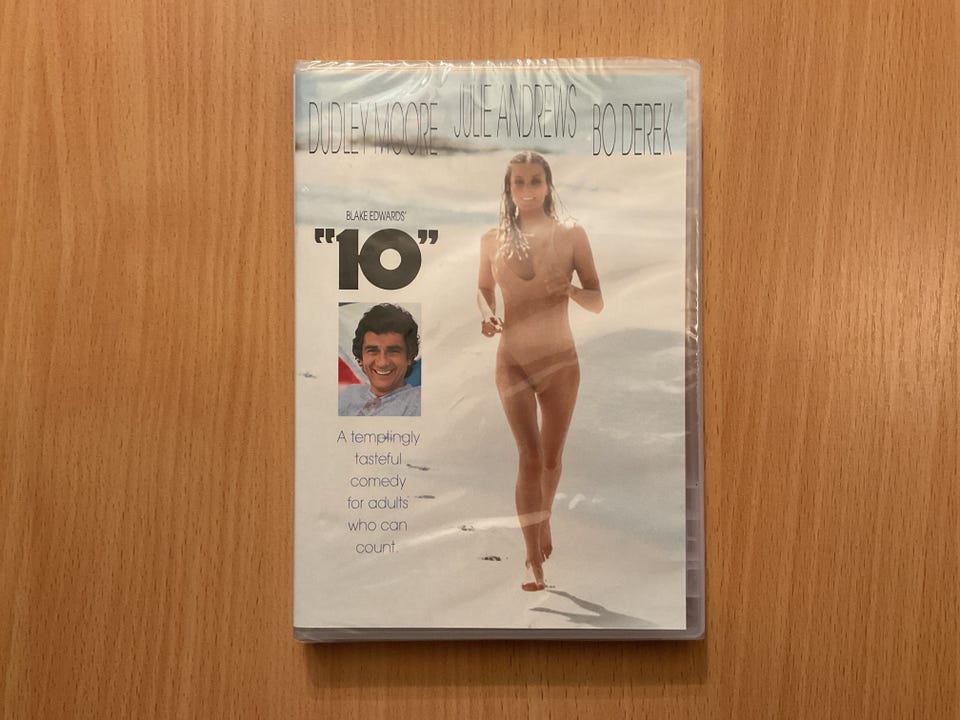 DUDLEY MOORE JULIE ANDREWS BO DEREK
BLAKE EDWARDS'
"10"
A temptingly
tasteful
comedy
for adults
who can
count.